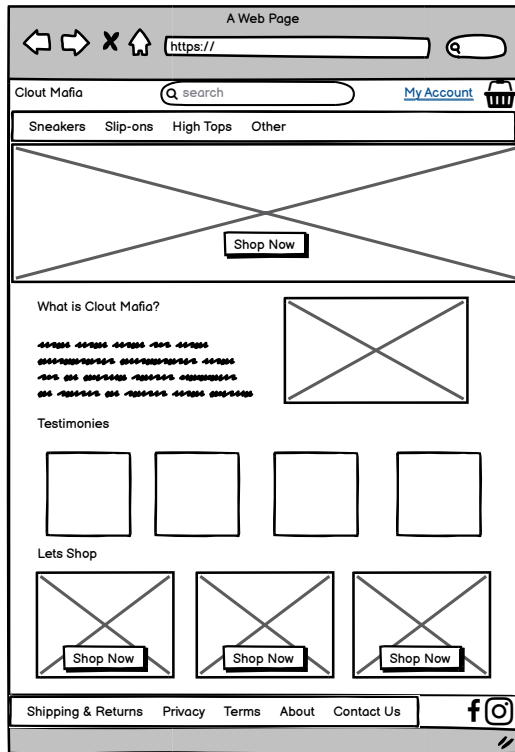 A Web Page
https://
Clout Mafia search My Account
Sneakers Slip-ons High Tops Other
Shop Now
What is Clout Mafia?
Testimonies
Lets Shop
Shop Now Shop Now Shop Now
Shipping & Returns Privacy Terms About Contact Us